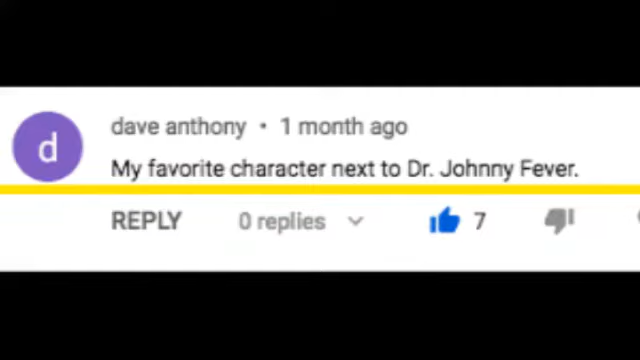 d
dave anthony • 1 month ago
My favorite character next to Dr. Johnny Fever.
REPLY 0 replies 7